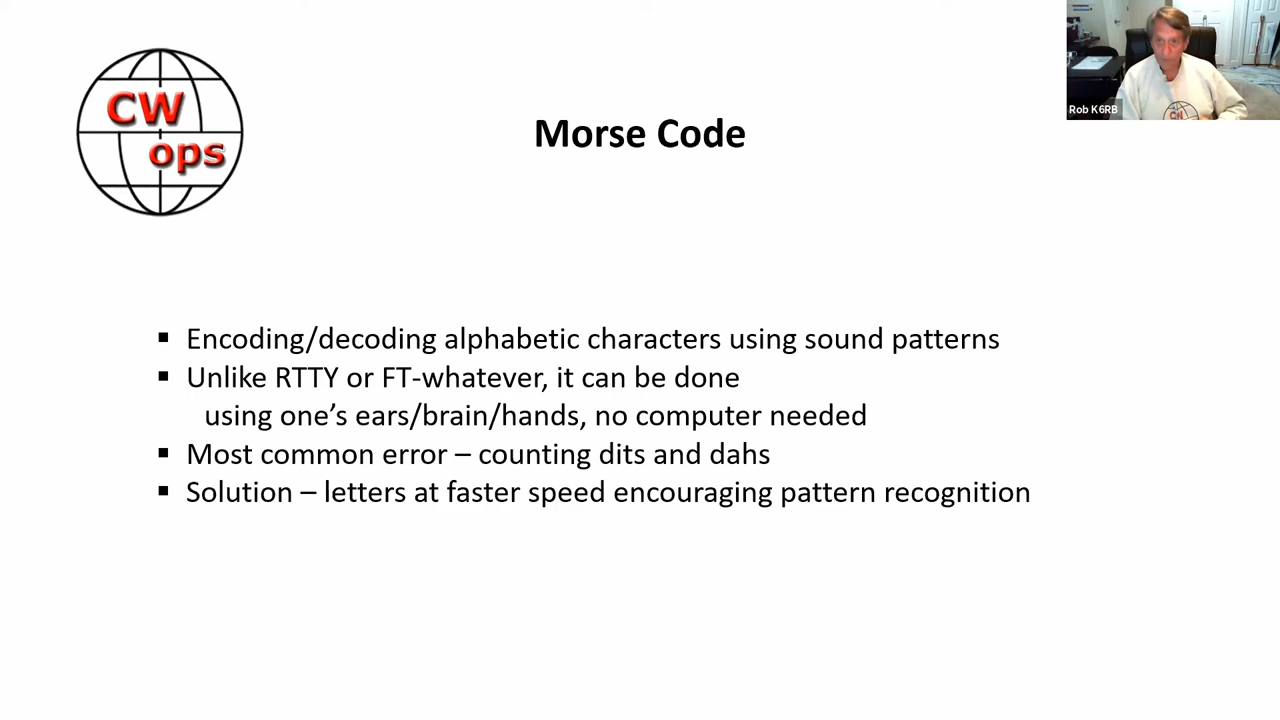 CW
ops
Rob K6RB
Morse Code
▪ Encoding/decoding alphabetic characters using sound patterns
▪ Unlike RTTY or FT-whatever, it can be done
using one’s ears/brain/hands, no computer needed
▪ Most common error – counting dits and dahs
▪ Solution – letters at faster speed encouraging pattern recognition